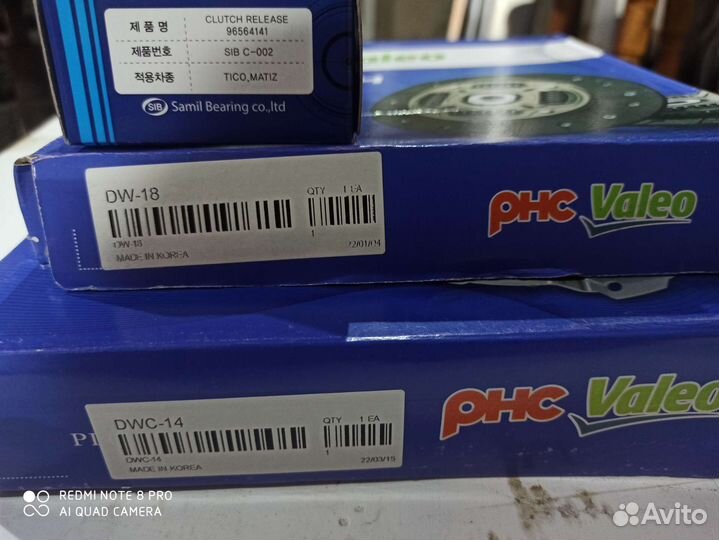 제 품 명 CLUTCH RELEASE 96564141
제품번호 SIB C-002
적용차종 TICO,MATIZ
SIB Samil Bearing co.,ltd
Valeo
DW-18
QTY 1 EA
DW-18
1
22/01/04
MADE IN KOREA
PHC Valeo
DWC-14
QTY 1 EA
DWC-14
1
22/03/15
MADE IN KOREA
PHC Valeo
REDMI NOTE 8 PRO
AI QUAD CAMERA
Avito